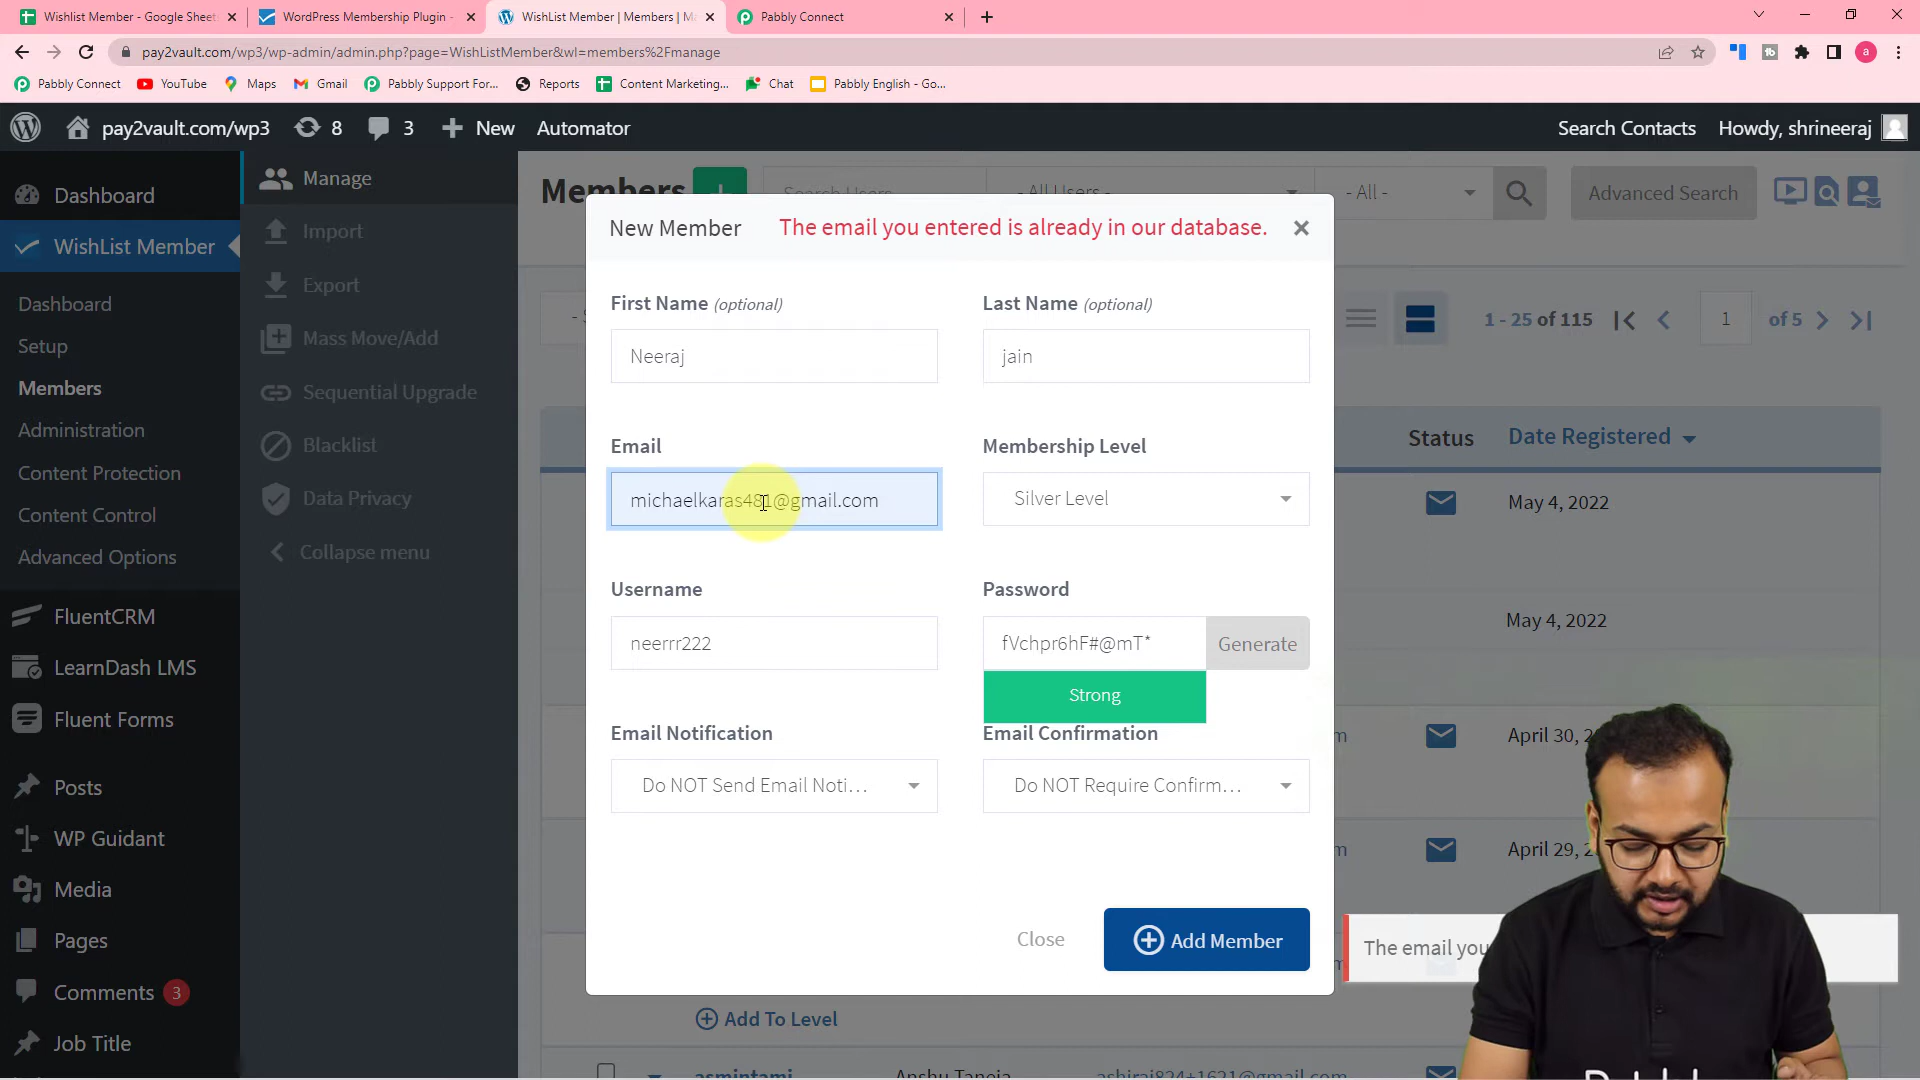 Wishlist Member - Google Sheet
WordPress Membership Plugin -
WishList Member | Members | Ma
Pabbly Connect
pay2vault.com/wp3/wp-admin/admin.php?page=WishListMember&wl=members%2Fmanage
Pabbly Connect
YouTube
Maps
Gmail
Pabbly Support For...
Reports
Content Marketing...
Chat
Pabbly English - Go...
pay2vault.com/wp3
8
3
New
Automator
Search Contacts
Howdy, shrineeraj
Dashboard
WishList Member
Dashboard
Setup
Members
Administration
Content Protection
Content Control
Advanced Options
FluentCRM
LearnDash LMS
Fluent Forms
Posts
WP Guidant
Media
Pages
Comments 3
Job Title
Manage
Import
Export
Mass Move/Add
Sequential Upgrade
Blacklist
Data Privacy
Collapse menu
Members
Search Users
- All Users -
- All -
Advanced Search
1 - 25 of 115
1
of 5
Status
Date Registered
May 4, 2022
May 4, 2022
April 30, 2
April 29, 2
New Member
The email you entered is already in our database.
First Name (optional)
Last Name (optional)
Neeraj
jain
Email
Membership Level
michaelkaras481@gmail.com
Silver Level
Username
Password
neerrr222
fVchpr6hF#@mT*
Generate
Strong
Email Notification
Email Confirmation
Do NOT Send Email Noti...
Do NOT Require Confirm...
Close
Add Member
The email you
Add To Level
asmintami
Anshu Taneja
ashiraj824+1621@gmail.com